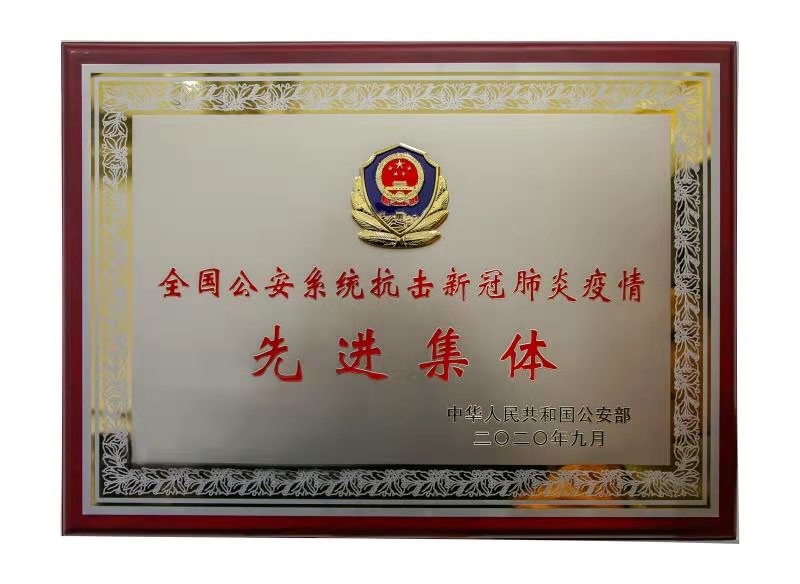 全国公安系统抗击新冠肺炎疫情
先进集体
中华人民共和国公安部
二〇二〇年九月